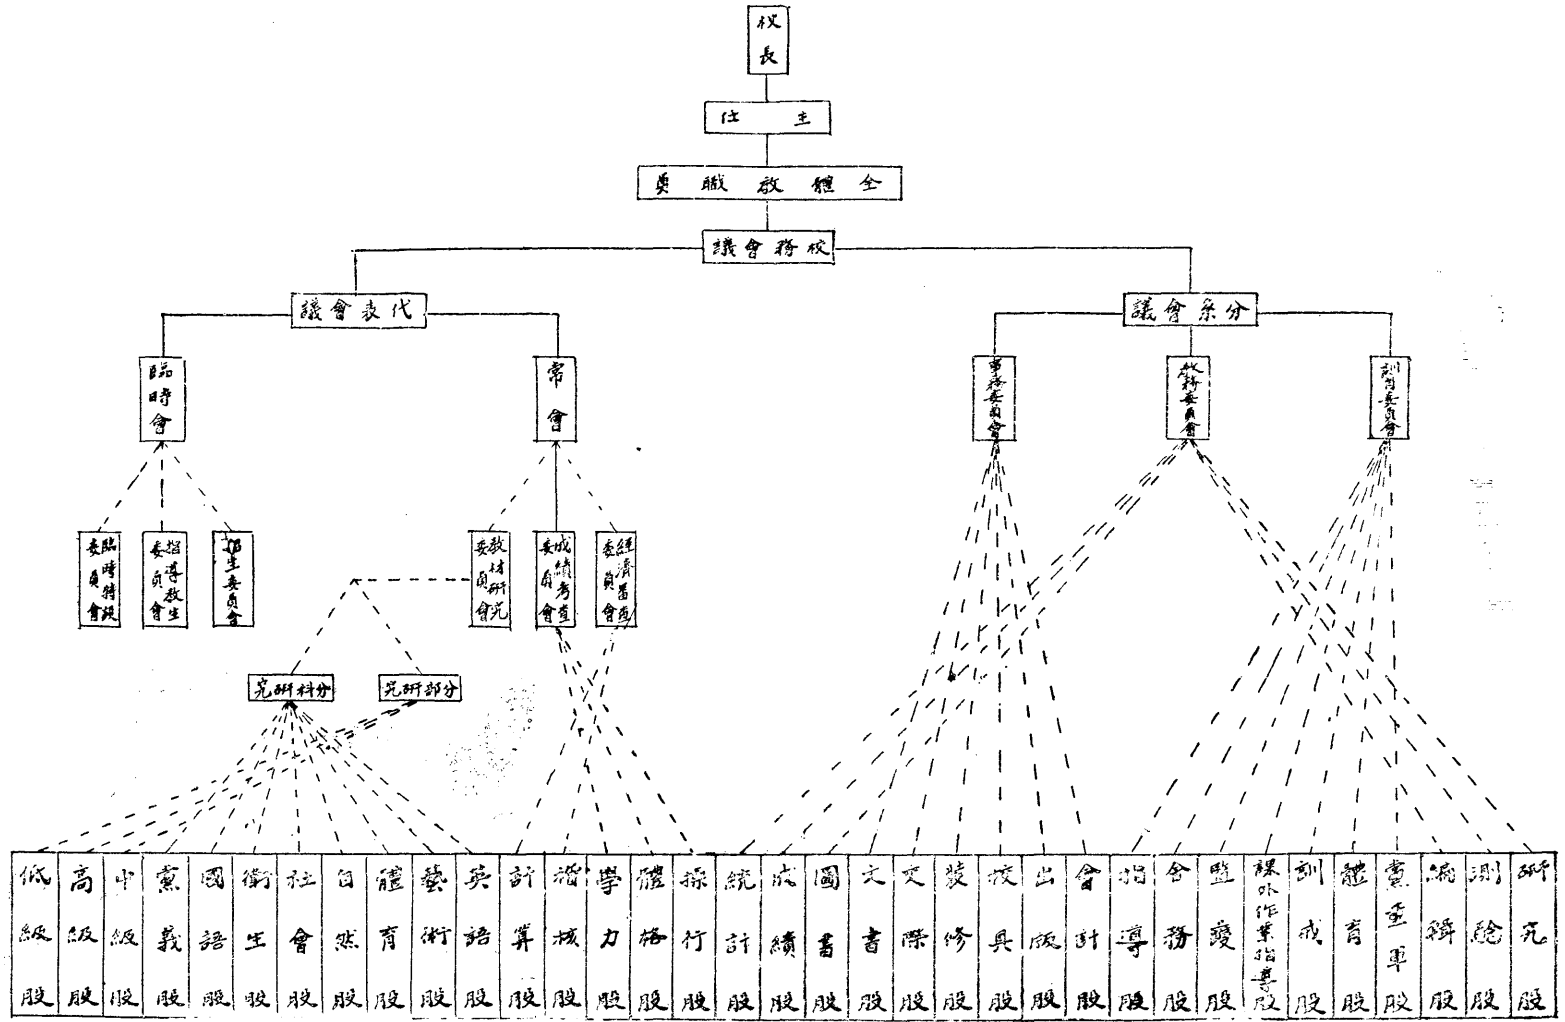 校長
主任
全體教職員
校務會議
代表會議
分系會議
臨時會
常會
事務委員會
教務委員會
訓育委員會
臨時特級委員會
指導教生委員會
招生委員會
教材研究委員會
成績考查委員會
經濟委員會
分科研究
分部研究
低級股
高級股
中級股
黨義股
國語股
衛生股
社會股
自然股
體育股
藝術股
英語股
計算股
稽核股
學力股
體格股
操行股
統計股
成績股
圖書股
文書股
交際股
裝修股
校具股
出版股
會計股
指導股
舍務股
監護股
課外作業指導股
訓戒股
體育股
黨童軍股
編輯股
測驗股
研究股